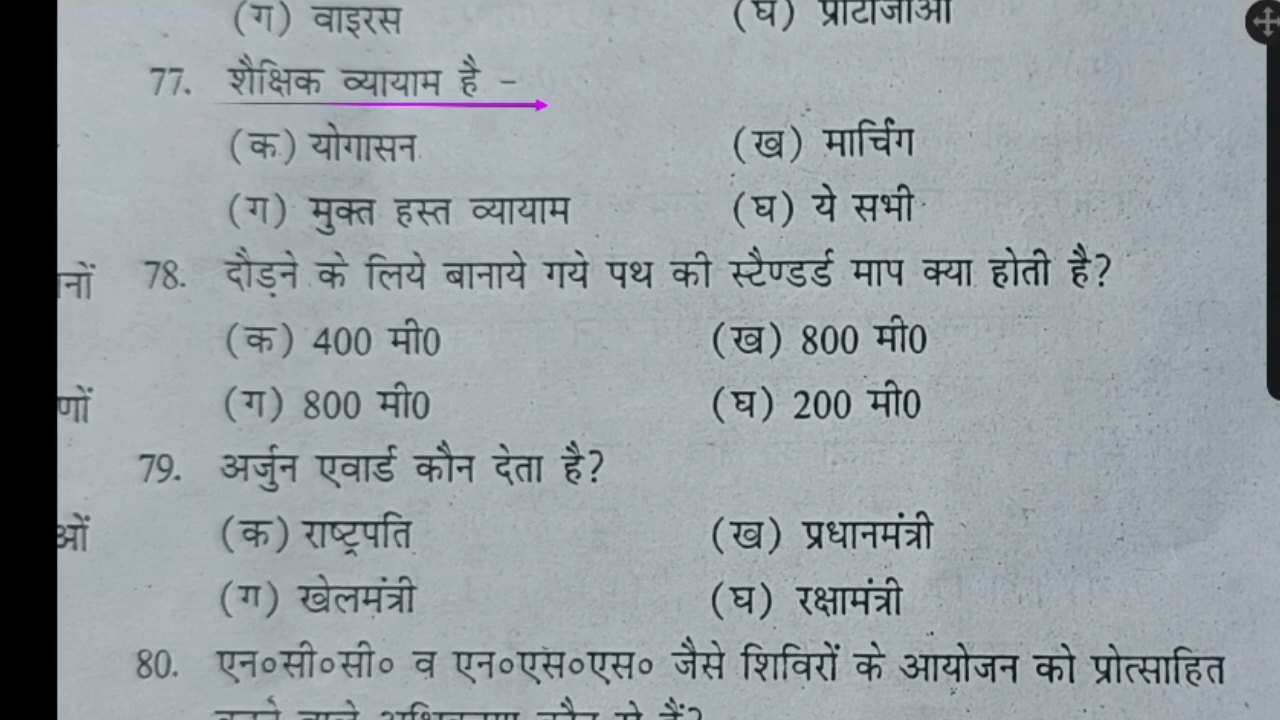 (ग) वाइरस (घ) प्रोटोजोआ
77. शैक्षिक व्यायाम है -
(क) योगासन (ख) मार्चिंग
(ग) मुक्त हस्त व्यायाम (घ) ये सभी
नों 78. दौड़ने के लिये बानाये गये पथ की स्टैण्डर्ड माप क्या होती है?
(क) 400 मी0 (ख) 800 मी0
णों (ग) 800 मी0 (घ) 200 मी0
79. अर्जुन एवार्ड कौन देता है?
ओं (क) राष्ट्रपति (ख) प्रधानमंत्री
(ग) खेलमंत्री (घ) रक्षामंत्री
80. एन०सी०सी० व एन०एस०एस० जैसे शिविरों के आयोजन को प्रोत्साहित